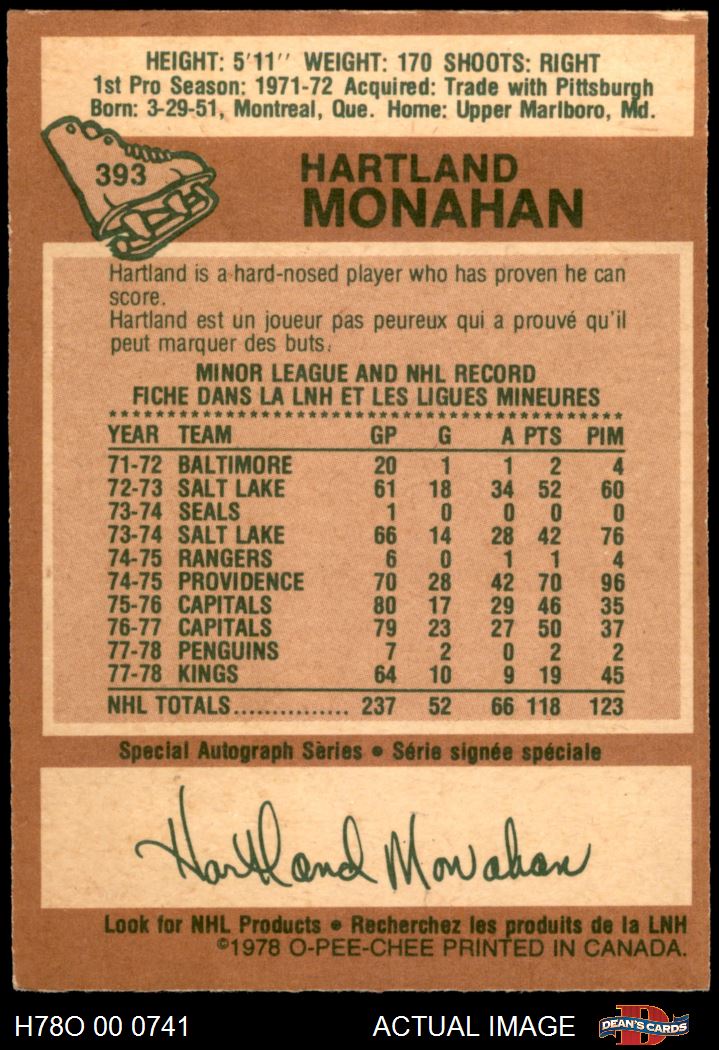 HEIGHT: 5'11'' WEIGHT: 170 SHOOTS: RIGHT
1st Pro Season: 1971-72 Acquired: Trade with Pittsburgh
Born: 3-29-51, Montreal, Que. Home: Upper Marlboro, Md.
393
HARTLAND
MONAHAN
Hartland is a hard-nosed player who has proven he can
score.
Hartland est un joueur pas peureux qui a prouvé qu'il
peut marquer des buts.
MINOR LEAGUE AND NHL RECORD
FICHE DANS LA LNH ET LES LIGUES MINEURES
YEAR TEAM GP G A PTS PIM
71-72 BALTIMORE 20 1 1 2 4
72-73 SALT LAKE 61 18 34 52 60
73-74 SEALS 1 0 0 0 0
73-74 SALT LAKE 66 14 28 42 76
74-75 RANGERS 6 0 1 1 4
74-75 PROVIDENCE 70 28 42 70 96
75-76 CAPITALS 80 17 29 46 35
76-77 CAPITALS 79 23 27 50 37
77-78 PENGUINS 7 2 0 2 2
77-78 KINGS 64 10 9 19 45
NHL TOTALS............... 237 52 66 118 123
Special Autograph Series • Série signée spéciale
Hartland Monahan
Look for NHL Products • Recherchez les produits de la LNH
©1978 O-PEE-CHEE PRINTED IN CANADA.
H78O 00 0741 ACTUAL IMAGE D DEAN'S CARDS